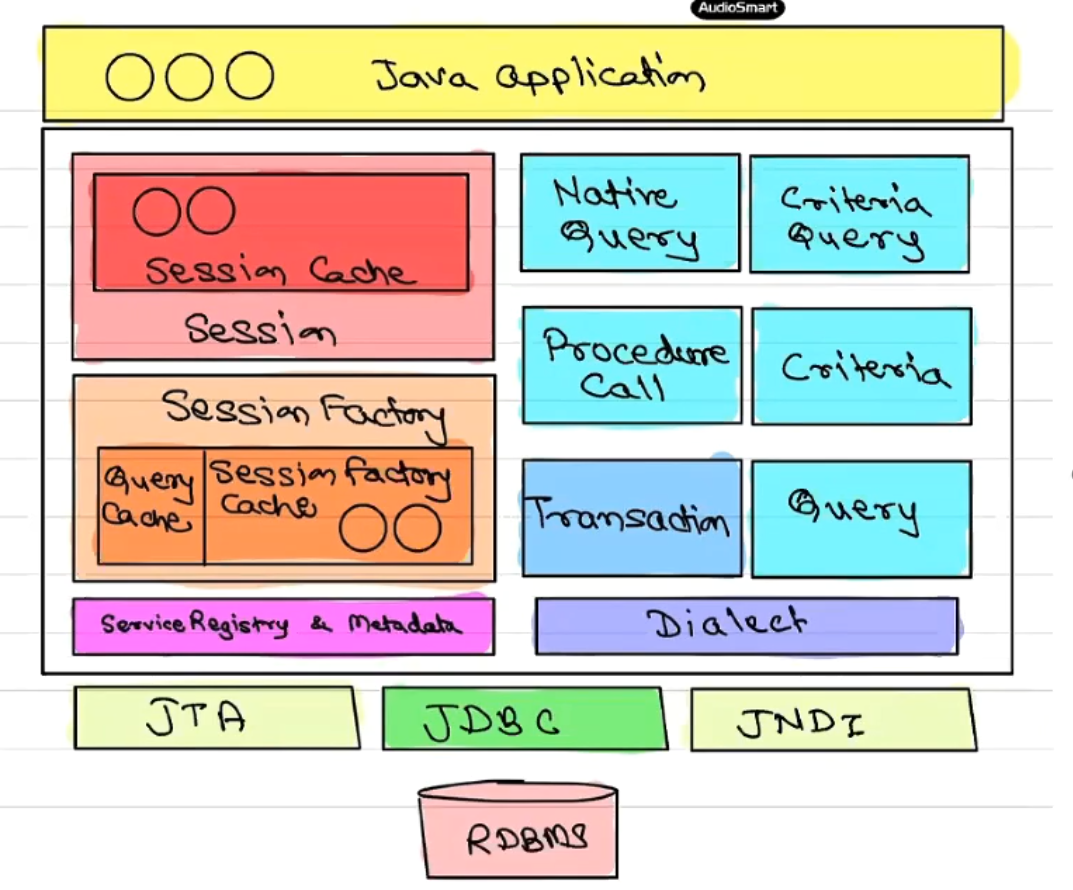 AudioSmart
Java application
Native
Query
Criteria
Query
Session Cache
Session
Procedure
Call
Criteria
Session Factory
Query
Cache
Session factory
Cache
Transaction
Query
Service Registry & Metadata
Dialect
JTA
JDBC
JNDI
RDBMS